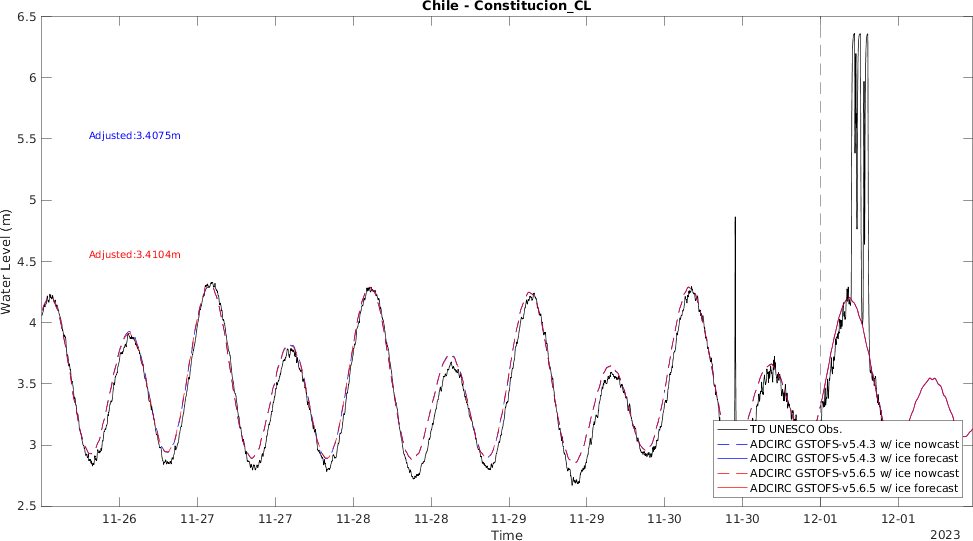 Chile - Constitucion_CL
6.5
6
5.5
5
4.5
4
3.5
3
2.5
Water Level (m)
Adjusted:3.4075m
Adjusted:3.4104m
TD UNESCO Obs.
ADCIRC GSTOFS-v5.4.3 w/ ice nowcast
ADCIRC GSTOFS-v5.4.3 w/ ice forecast
ADCIRC GSTOFS-v5.6.5 w/ ice nowcast
ADCIRC GSTOFS-v5.6.5 w/ ice forecast
11-26 11-27 11-27 11-28 11-28 11-29 11-29 11-30 11-30 12-01 12-01
Time
2023